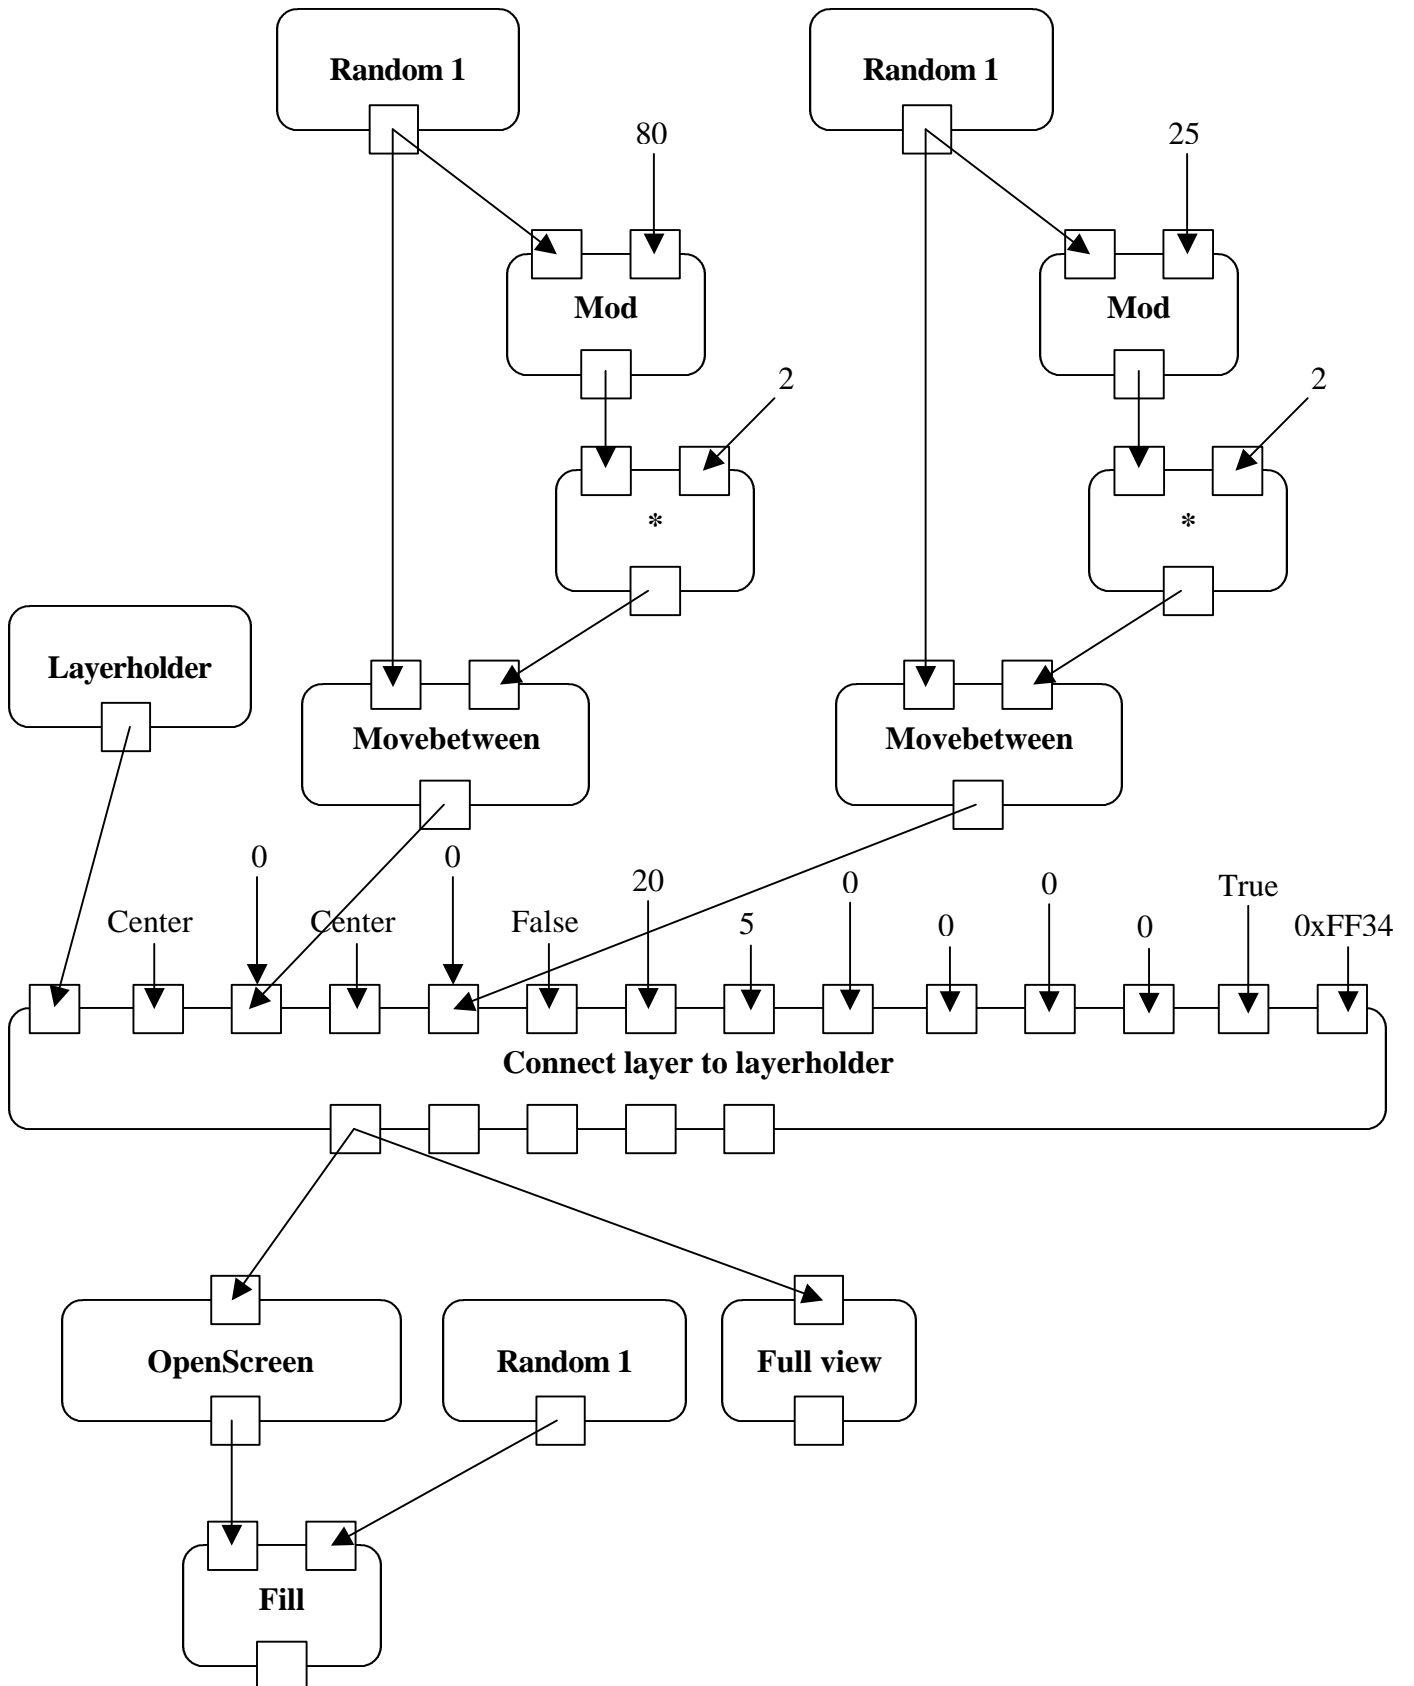 Random 1
Random 1
80
25
Mod
Mod
2
2
*
*
Layerholder
Movebetween
Movebetween
0
0
20
0
0
True
Center
Center
False
5
0
0
0xFF34
Connect layer to layerholder
OpenScreen
Random 1
Full view
Fill